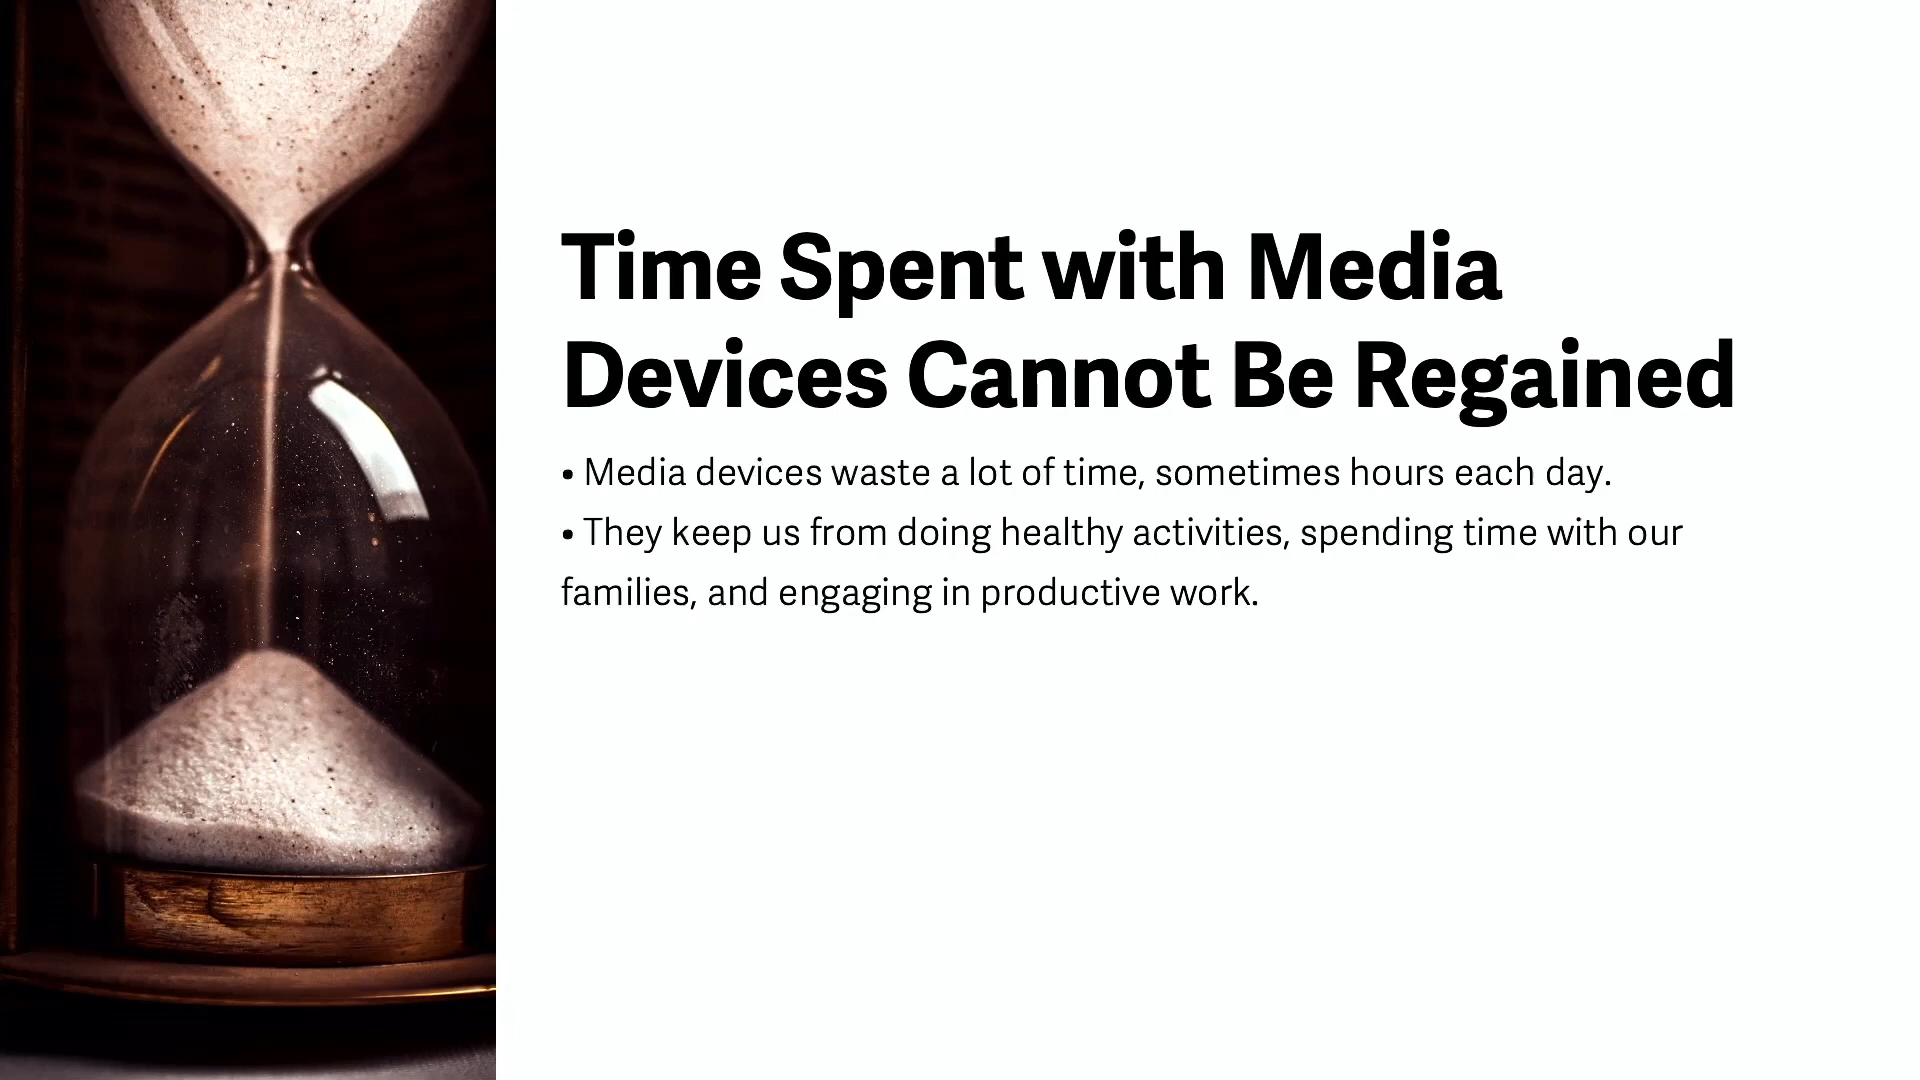 Time Spent with Media
Devices Cannot Be Regained
• Media devices waste a lot of time, sometimes hours each day.
• They keep us from doing healthy activities, spending time with our
families, and engaging in productive work.